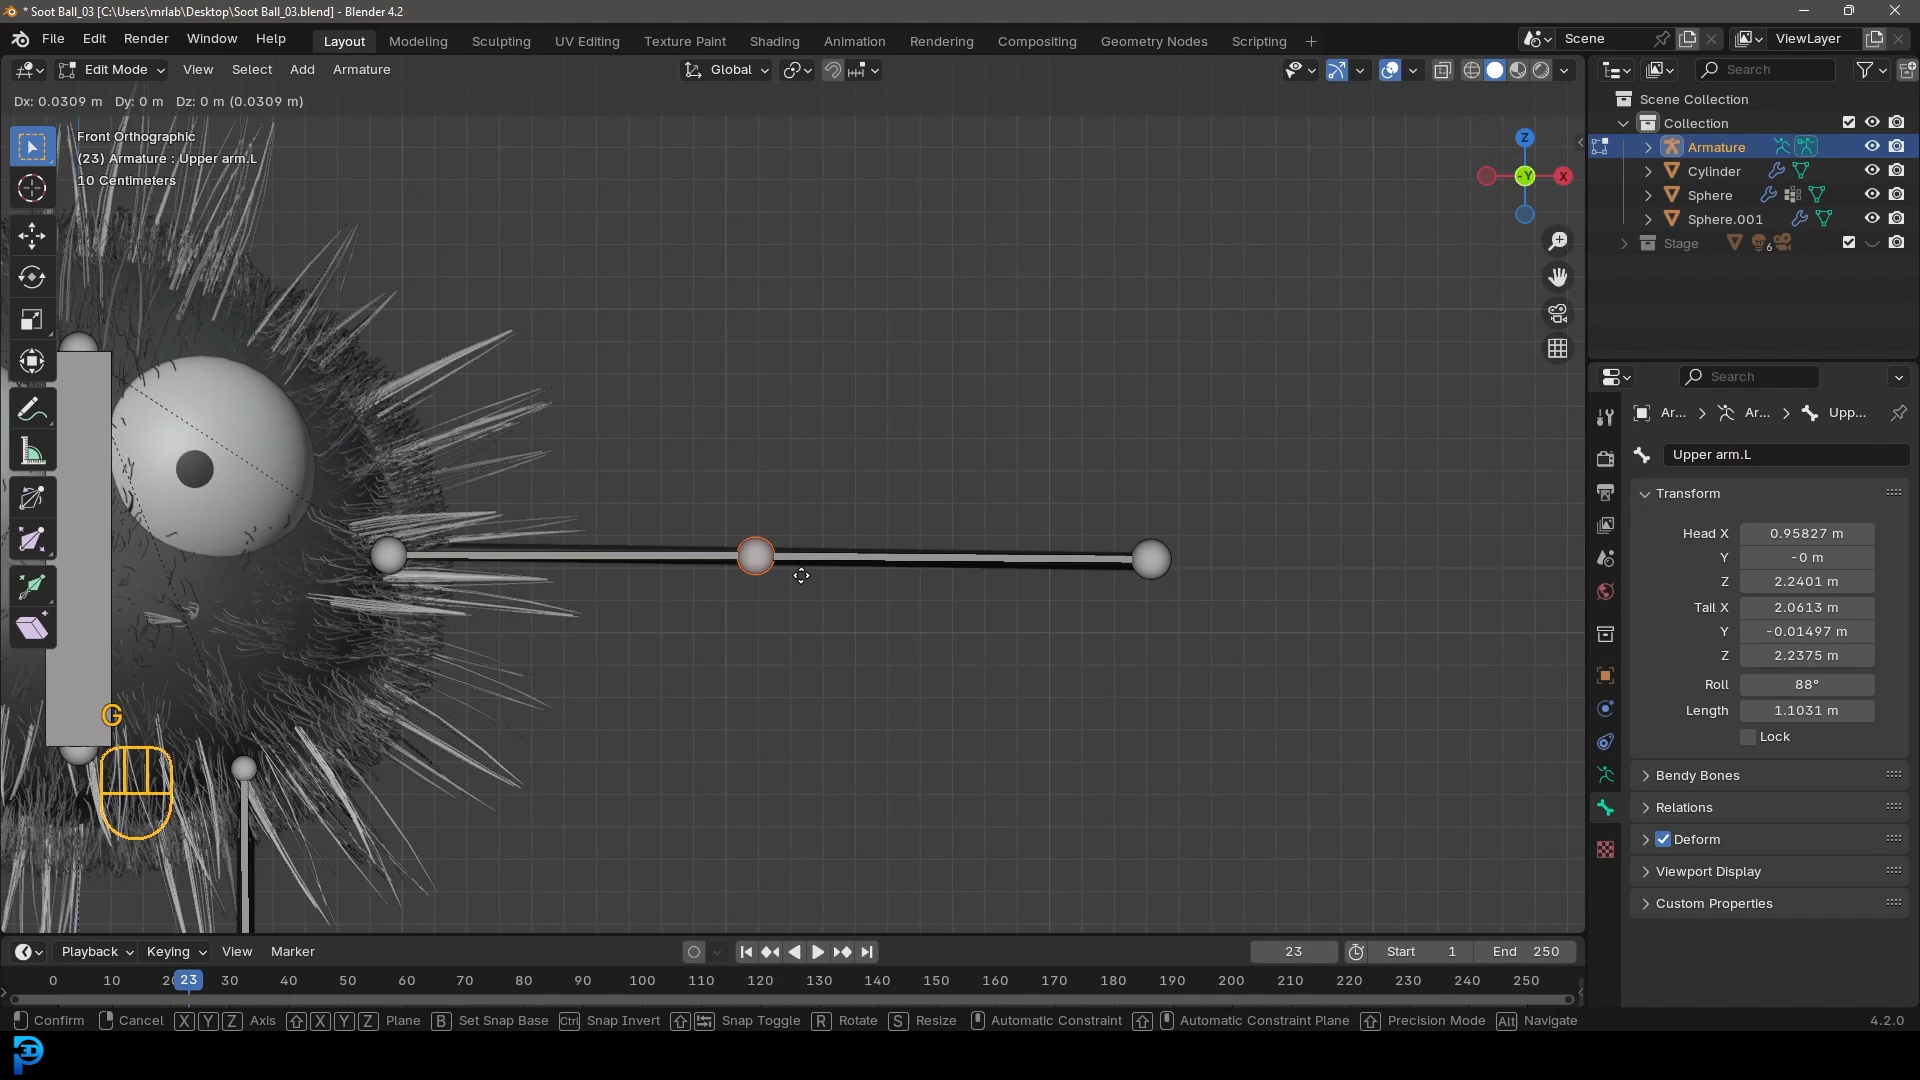 * Soot Ball_03 [C:\Users\mrlab\Desktop\Soot Ball_03.blend] - Blender 4.2
File Edit Render Window Help Layout Modeling Sculpting UV Editing Texture Paint Shading Animation Rendering Compositing Geometry Nodes Scripting + Scene ViewLayer
Edit Mode View Select Add Armature Global Search
Dx: 0.0309 m Dy: 0 m Dz: 0 m (0.0309 m)
Front Orthographic
(23) Armature : Upper arm.L
10 Centimeters
Z
-Y
X
G
Scene Collection
Collection
Armature
Cylinder
Sphere
Sphere.001
Stage 6
Search
Ar... Ar... Upp...
Upper arm.L
Transform
Head X 0.95827 m
Y -0 m
Z 2.2401 m
Tail X 2.0613 m
Y -0.01497 m
Z 2.2375 m
Roll 88°
Length 1.1031 m
Lock
Bendy Bones
Relations
Deform
Viewport Display
Custom Properties
Playback Keying View Marker 23 Start 1 End 250
0 10 2 23 30 40 50 60 70 80 90 100 110 120 130 140 150 160 170 180 190 200 210 220 230 240 250
Confirm Cancel X Y Z Axis X Y Z Plane B Set Snap Base Ctrl Snap Invert Snap Toggle R Rotate S Resize Automatic Constraint Automatic Constraint Plane Precision Mode Alt Navigate 4.2.0